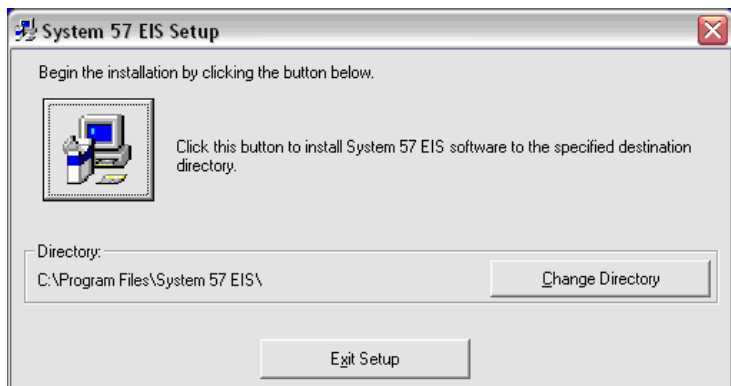 System 57 EIS Setup
Begin the installation by clicking the button below.
Click this button to install System 57 EIS software to the specified destination
directory.
Directory:
C:\Program Files\System 57 EIS\
Change Directory
Exit Setup